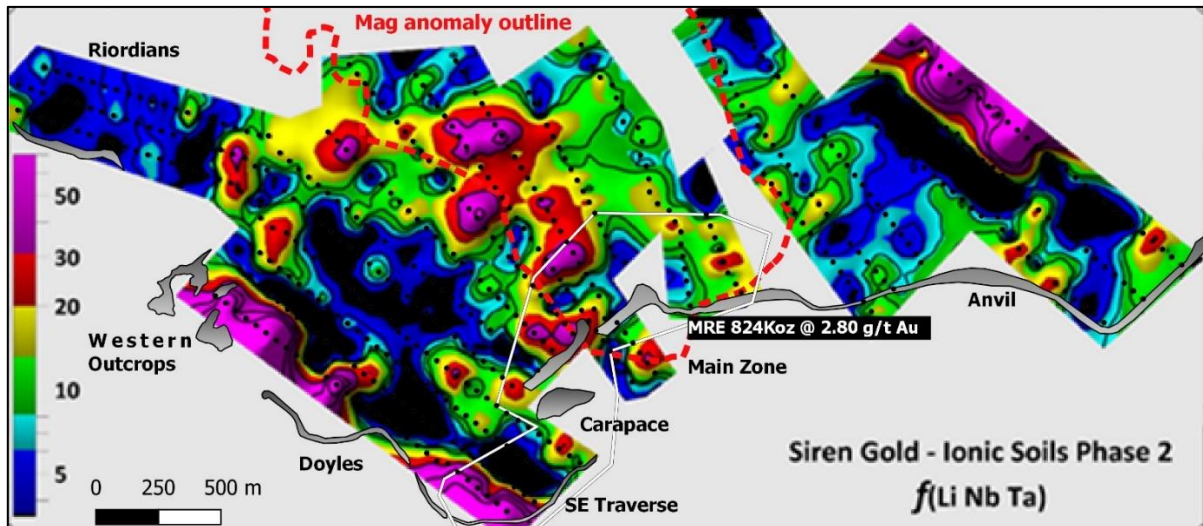 Mag anomaly outline
Riordians
50
30
20
10
5
Western
Outcrops
Anvil
MRE 824Koz @ 2.80 g/t Au
Main Zone
Carapace
Doyles
SE Traverse
0 250 500 m
Siren Gold - Ionic Soils Phase 2
f(Li Nb Ta)